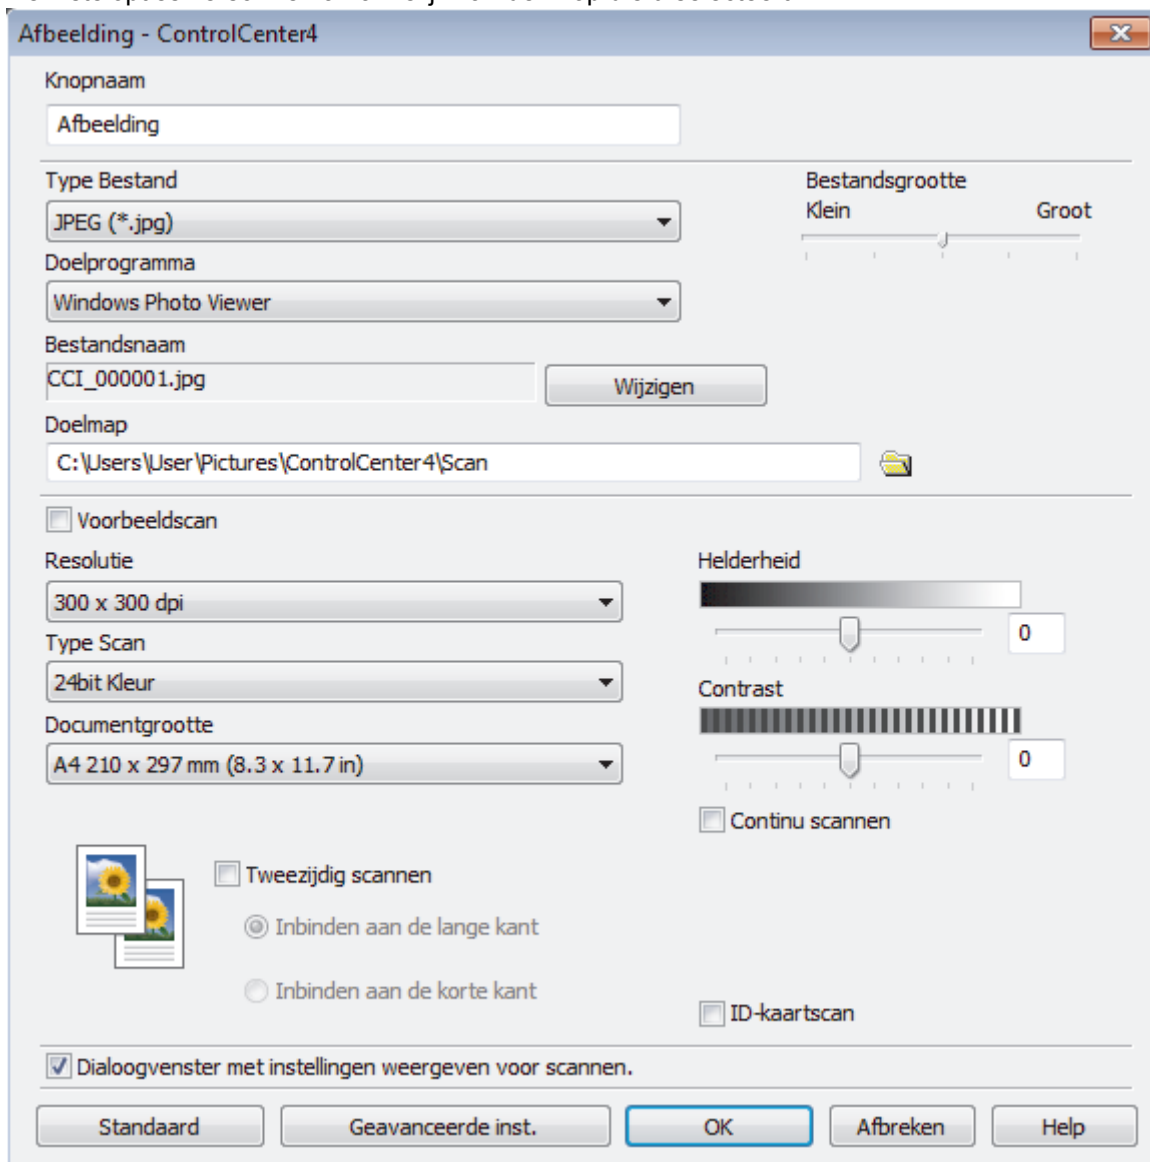 Afbeelding - ControlCenter4
Knopnaam
Afbeelding
Type Bestand
JPEG (*.jpg)
Bestandsgrootte
Klein Groot
Doelprogramma
Windows Photo Viewer
Bestandsnaam
CCI_000001.jpg
Wijzigen
Doelmap
C:\Users\User\Pictures\ControlCenter4\Scan
Voorbeeldscan
Resolutie
300 x 300 dpi
Type Scan
24bit Kleur
Documentgrootte
A4 210 x 297 mm (8.3 x 11.7 in)
Helderheid
0
Contrast
0
Continu scannen
Tweezijdig scannen
Inbinden aan de lange kant
Inbinden aan de korte kant
ID-kaartscan
Dialoogvenster met instellingen weergeven voor scannen.
Standaard
Geavanceerde inst.
OK
Afbreken
Help